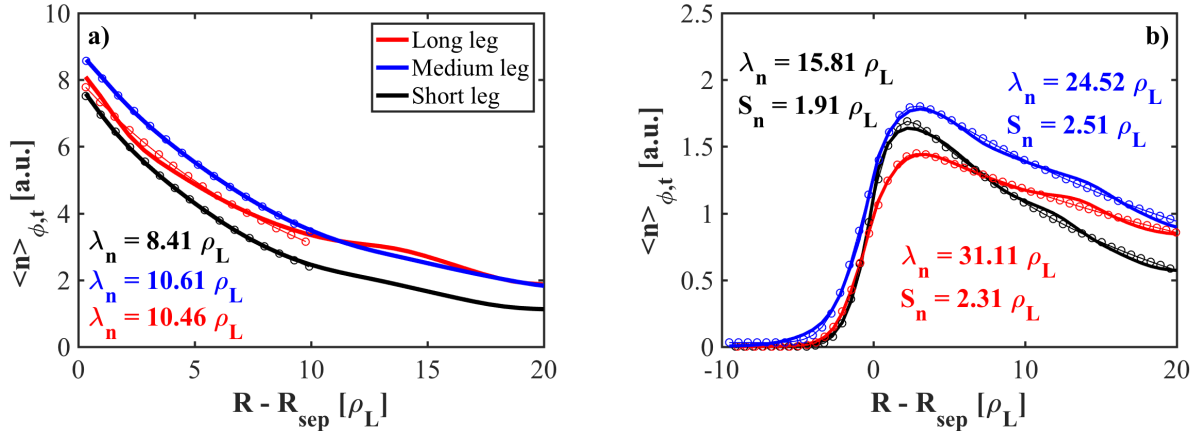 a)
Long leg
Medium leg
Short leg
λn = 8.41 ρL
λn = 10.61 ρL
λn = 10.46 ρL
<n>ϕ,t [a.u.]
10
8
6
4
2
0
0 5 10 15 20
R - Rsep [ρL]
b)
λn = 15.81 ρL
Sn = 1.91 ρL
λn = 24.52 ρL
Sn = 2.51 ρL
λn = 31.11 ρL
Sn = 2.31 ρL
<n>ϕ,t [a.u.]
2.5
2
1.5
1
0.5
0
-10 0 10 20
R - Rsep [ρL]